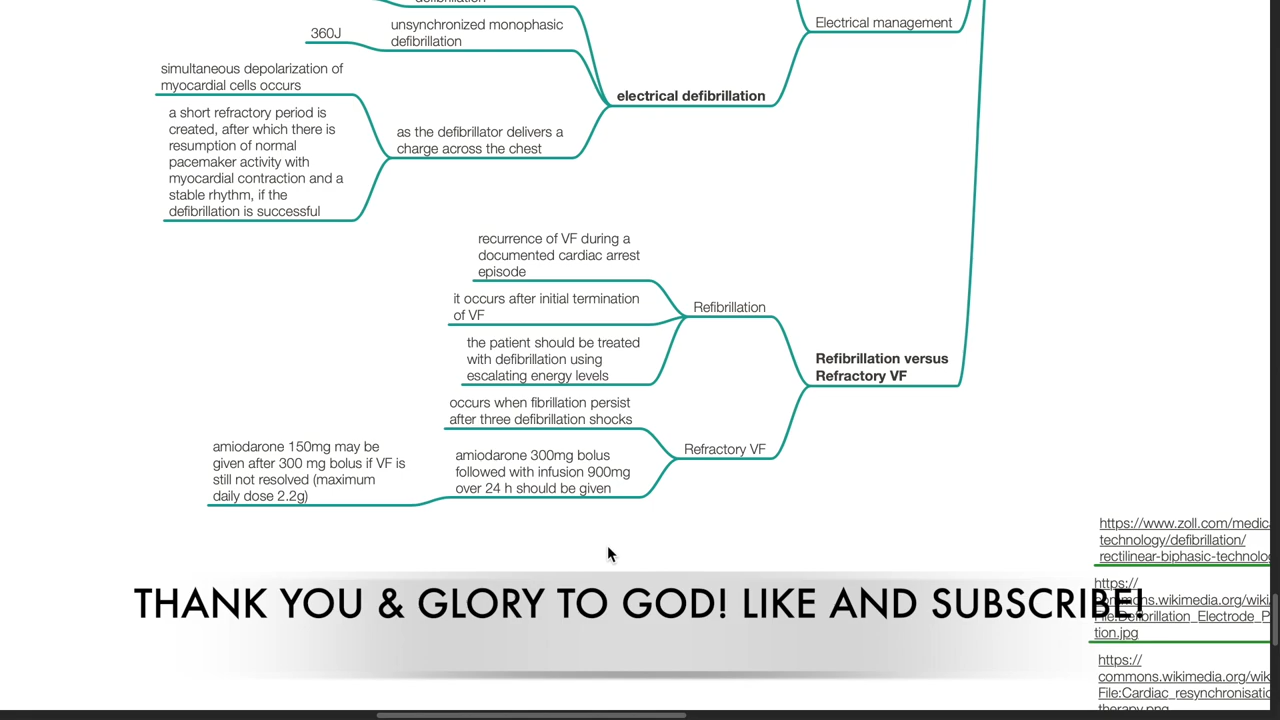 defibrillation
unsynchronized monophasic
defibrillation
360J
Electrical management
simultaneous depolarization of
myocardial cells occurs
electrical defibrillation
a short refractory period is
created, after which there is
resumption of normal
pacemaker activity with
myocardial contraction and a
stable rhythm, if the
defibrillation is successful
as the defibrillator delivers a
charge across the chest
recurrence of VF during a
documented cardiac arrest
episode
it occurs after initial termination
of VF
the patient should be treated
with defibrillation using
escalating energy levels
Refibrillation
Refibrillation versus
Refractory VF
occurs when fibrillation persist
after three defibrillation shocks
Refractory VF
amiodarone 300mg bolus
followed with infusion 900mg
over 24 h should be given
amiodarone 150mg may be
given after 300 mg bolus if VF is
still not resolved (maximum
daily dose 2.2g)
https://www.zoll.com/medic
technology/defibrillation/
rectilinear-biphasic-technolo
THANK YOU & GLORY TO GOD! LIKE AND SUBSCRIBE!
https://
commons.wikimedia.org/wiki
File:Defibrillation_Electrode_P
tion.jpg
https://
commons.wikimedia.org/wik
File:Cardiac_resynchronisatio
therapy.png